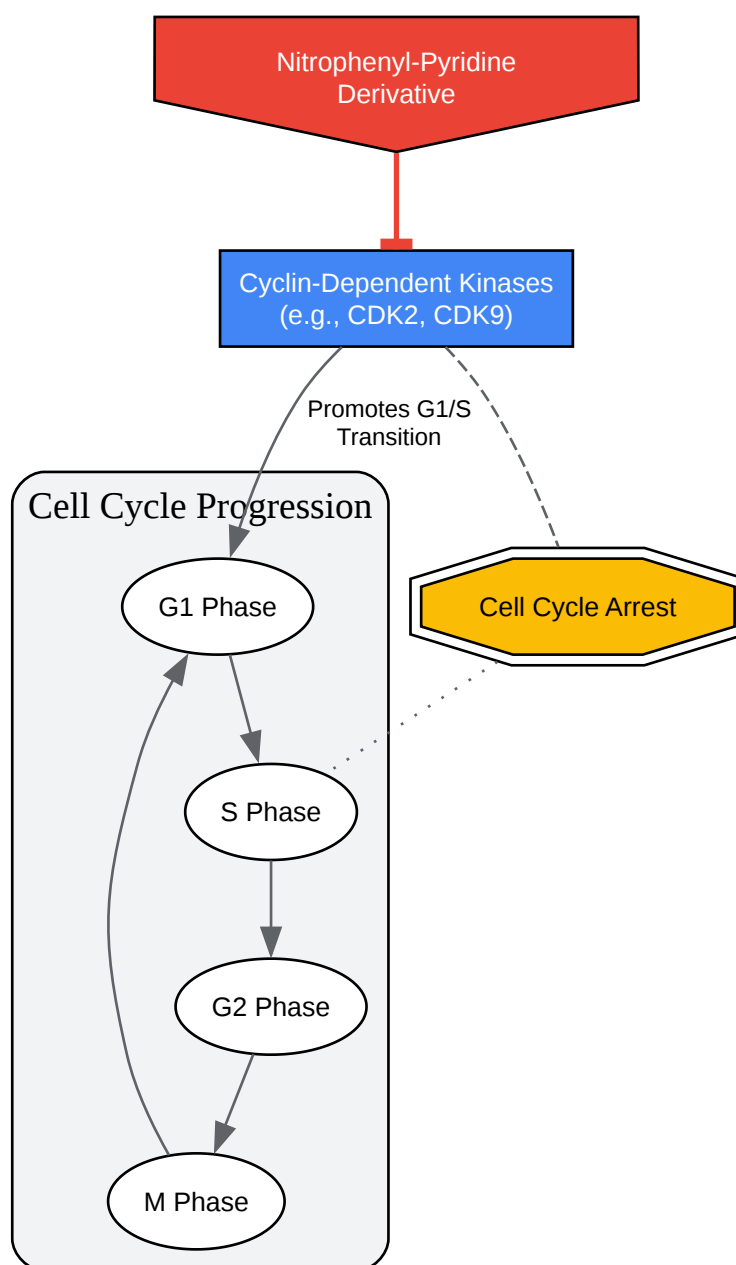 Nitrophenyl-Pyridine
Derivative
Cyclin-Dependent Kinases
(e.g., CDK2, CDK9)
Promotes G1/S
Transition
Cell Cycle Progression
G1 Phase
Cell Cycle Arrest
S Phase
G2 Phase
M Phase